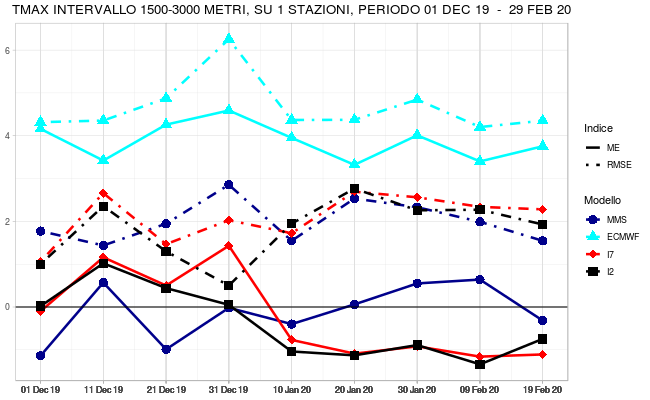 TMAX INTERVALLO 1500-3000 METRI, SU 1 STAZIONI, PERIODO 01 DEC 19 - 29 FEB 20
6
4
2
0
01 Dec 19 11 Dec 19 21 Dec 19 31 Dec 19 10 Jan 20 20 Jan 20 30 Jan 20 09 Feb 20 19 Feb 20
Indice
ME
RMSE
Modello
MMS
ECMWF
I7
I2